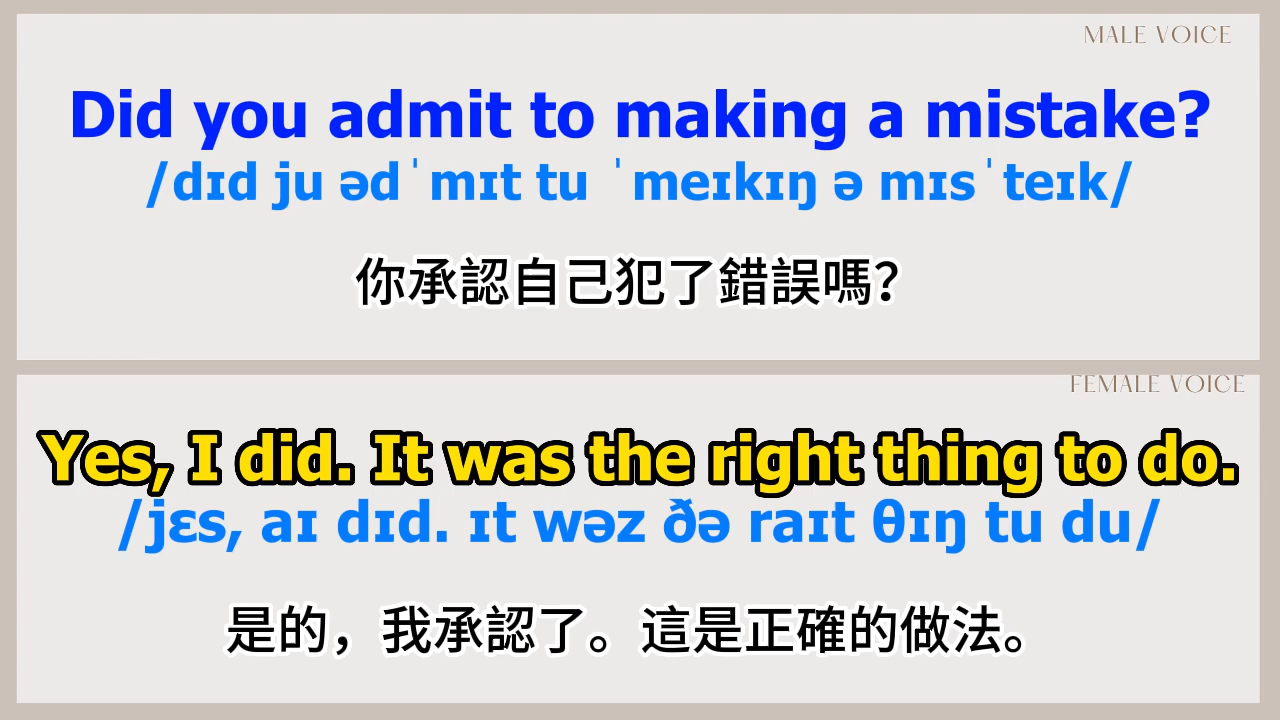 MALE VOICE
Did you admit to making a mistake?
/dɪd ju ədˈmɪt tu ˈmeɪkɪŋ ə mɪsˈteɪk/
你承認自己犯了錯誤嗎?
FEMALE VOICE
Yes, I did. It was the right thing to do.
/jɛs, aɪ dɪd. ɪt wəz ðə raɪt θɪŋ tu du/
是的，我承認了。這是正確的做法。